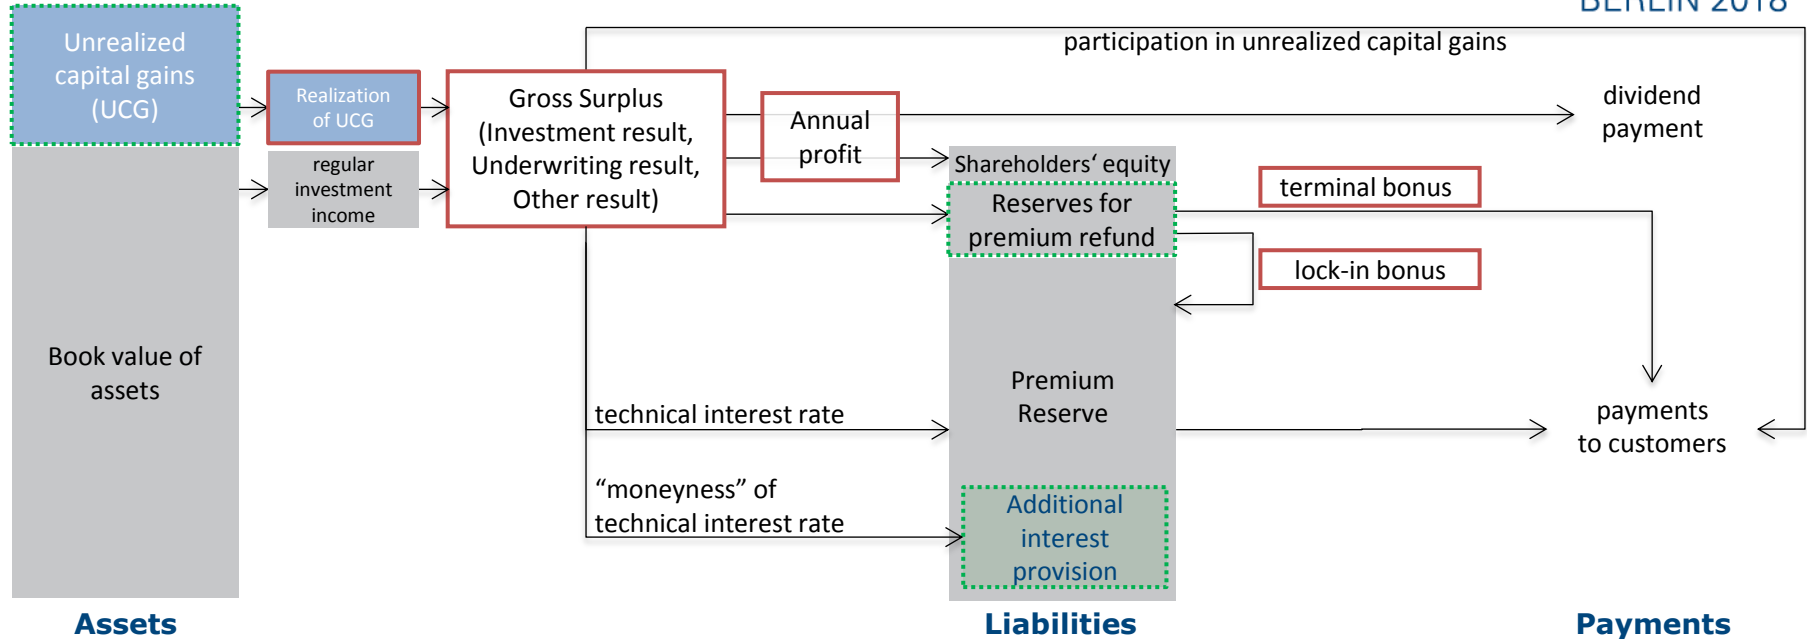 BERLIN 2018
Unrealized
capital gains
(UCG)
Realization
of UCG
regular
investment
income
Book value of
assets
Gross Surplus
(Investment result,
Underwriting result,
Other result)
participation in unrealized capital gains
Annual
profit
dividend
payment
Shareholders‘ equity
Reserves for
premium refund
terminal bonus
lock-in bonus
technical interest rate
Premium
Reserve
payments
to customers
“moneyness” of
technical interest rate
Additional
interest
provision
Assets
Liabilities
Payments